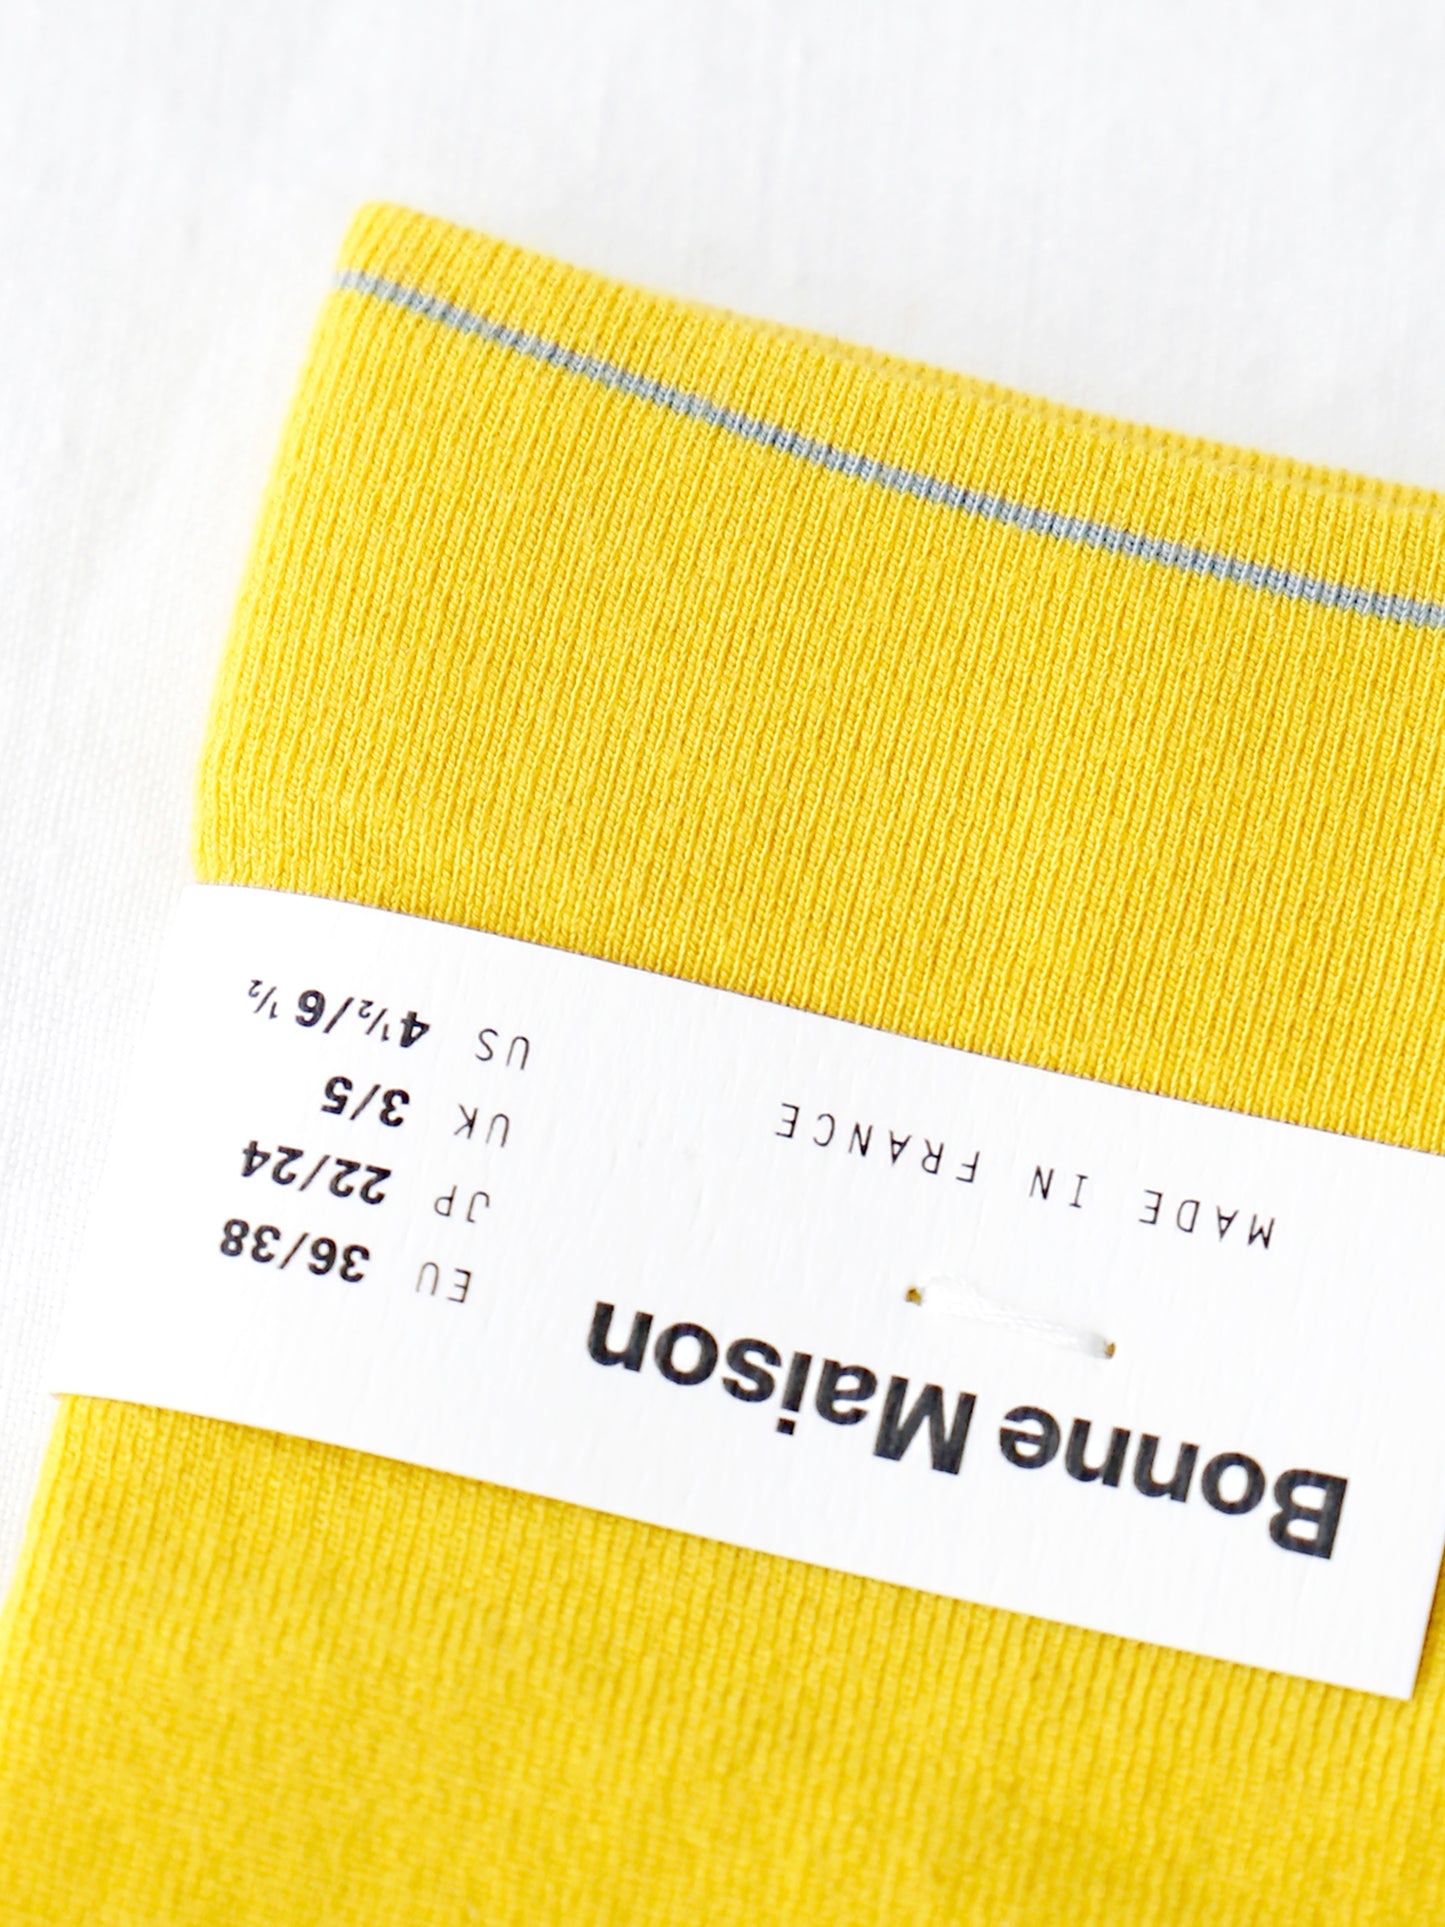 Bonne Maison
MADE IN FRANCE
EU 36/38
JP 22/24
UK 3/5
US 4½/6½